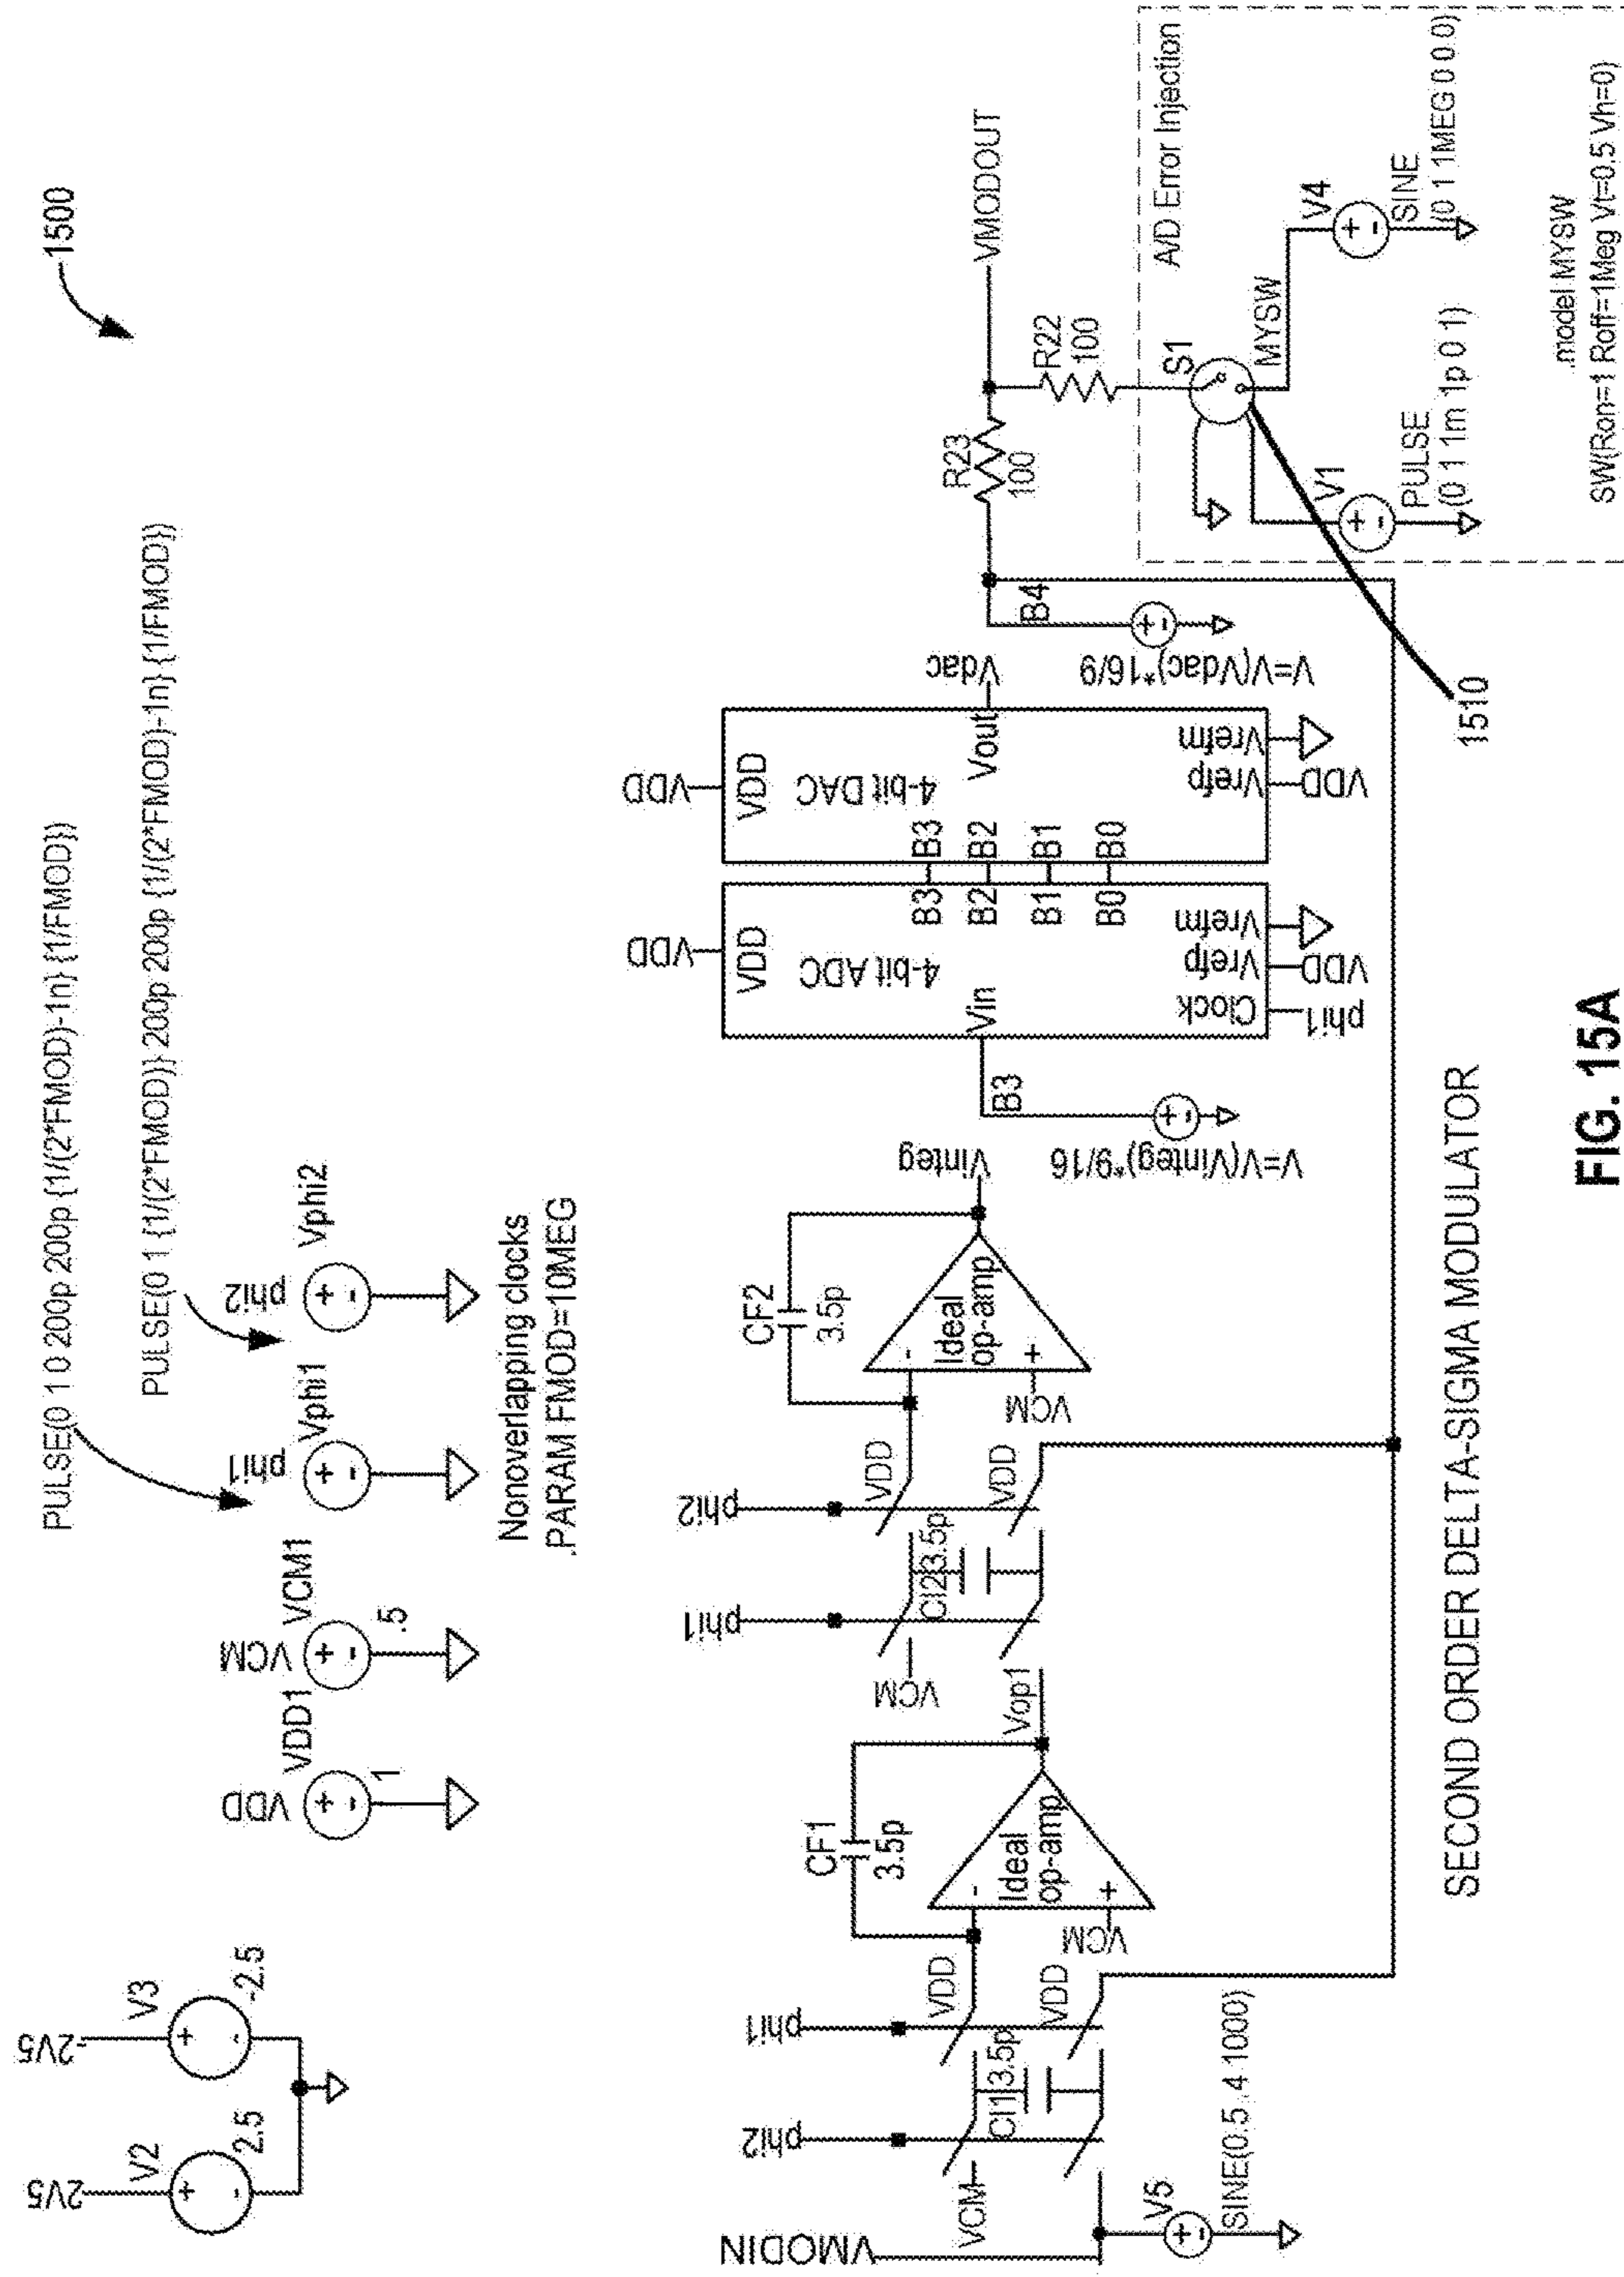 1500
PULSE(0 1 0 200p 200p {1/(2*FMOD)-1n} {1/FMOD})
PULSE(0 1 {1/(2*FMOD)} 200p 200p {1/(2*FMOD)-1n} {1/FMOD})
2V5
V2
2.5
-2V5
V3
-2.5
VDD
VDD1
1
VCM
VCM1
.5
phi1
Vphi1
phi2
Vphi2
Nonoverlapping clocks
.PARAM FMOD=10MEG
VMODIN
V5
SINE(0.5 .4 1000)
VCM
phi2
CI1
3.5p
phi1
VDD
VDD
CF1
3.5p
Ideal
op-amp
-
+
VCM
Vop1
VCM
phi1
CI2
3.5p
phi2
VDD
VDD
CF2
3.5p
Ideal
op-amp
-
+
VCM
Vinteg
B3
V=V(Vinteg)*9/16
VDD
VDD
4-bit ADC
Vin
B3
B2
B1
B0
Clock
Vrefp
Vrefm
phi1
VDD
VDD
VDD
4-bit DAC
B3
B2
B1
B0
Vout
Vrefp
Vrefm
VDD
Vdac
B4
V=V(Vdac)*16/9
R23
100
VMODOUT
R22
100
A/D Error Injection
S1
MYSW
V1
PULSE
(0 1 1m 1p 0 1)
V4
SINE
(0 1 1MEG 0 0)
.model MYSW
SW(Ron=1 Roff=1Meg Vt=0.5 Vh=0)
1510
SECOND ORDER DELTA-SIGMA MODULATOR
FIG. 15A